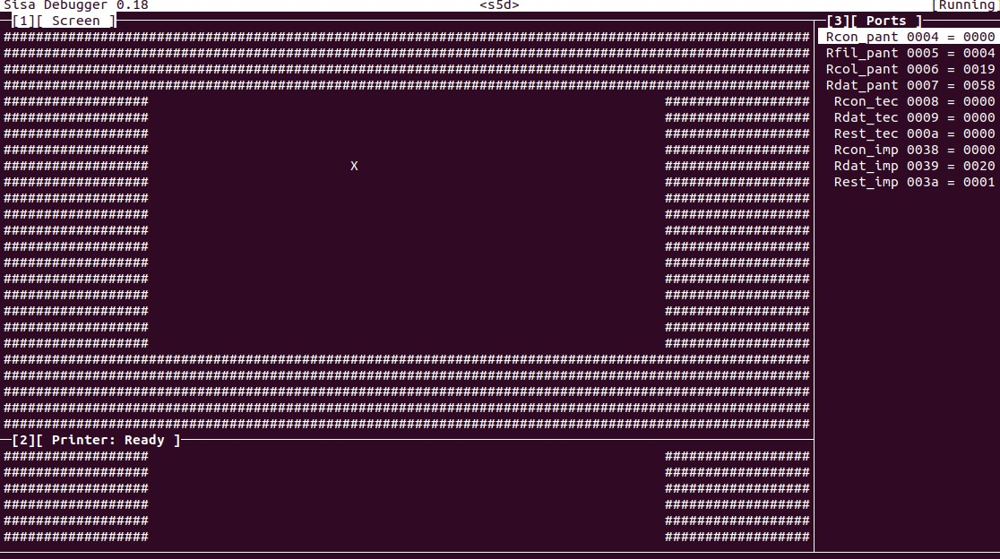 Sisa Debugger 0.18 <s5d> [Running]
[1][ Screen ] [3][ Ports ]
#################################################################################################### Rcon_pant 0004 = 0000
#################################################################################################### Rfil_pant 0005 = 0004
#################################################################################################### Rcol_pant 0006 = 0019
#################################################################################################### Rdat_pant 0007 = 0058
################## ################## Rcon_tec 0008 = 0000
################## ################## Rdat_tec 0009 = 0000
################## ################## Rest_tec 000a = 0000
################## ################## Rcon_imp 0038 = 0000
################## X ################## Rdat_imp 0039 = 0020
################## ################## Rest_imp 003a = 0001
################## ##################
################## ##################
################## ##################
################## ##################
################## ##################
################## ##################
################## ##################
################## ##################
################## ##################
################## ##################
####################################################################################################
####################################################################################################
####################################################################################################
####################################################################################################
####################################################################################################
[2][ Printer: Ready ]
################## ##################
################## ##################
################## ##################
################## ##################
################## ##################
################## ##################